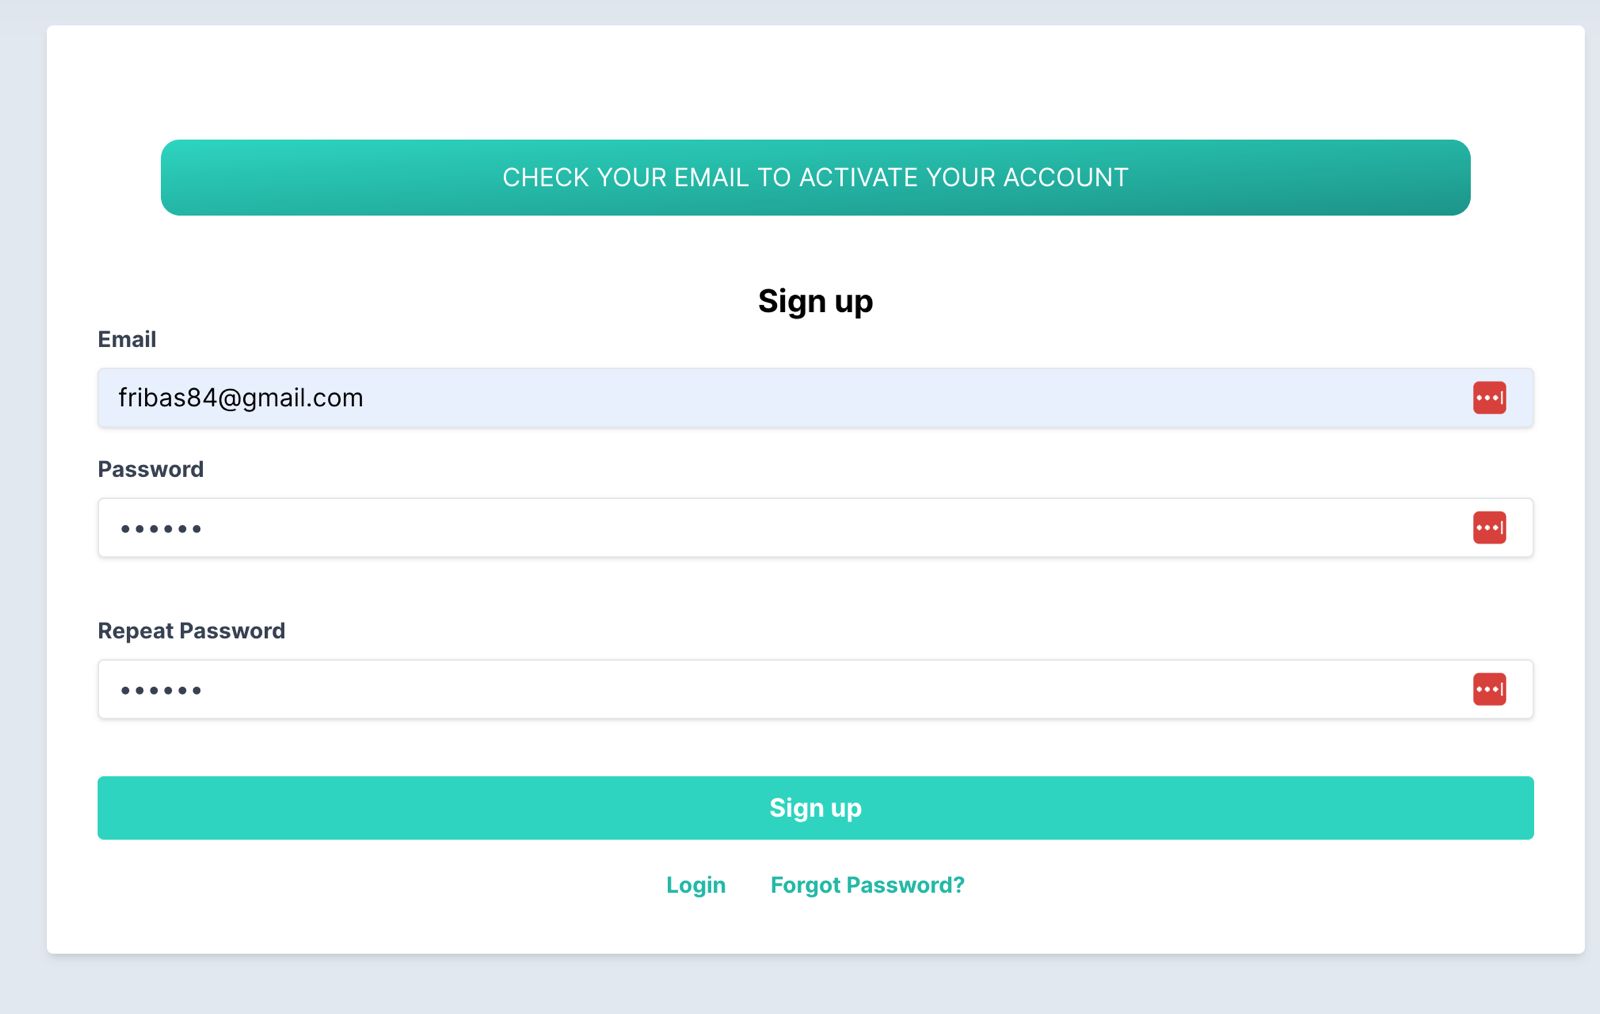 CHECK YOUR EMAIL TO ACTIVATE YOUR ACCOUNT
Sign up
Email
fribas84@gmail.com
Password
••••••
Repeat Password
••••••
Sign up
Login Forgot Password?